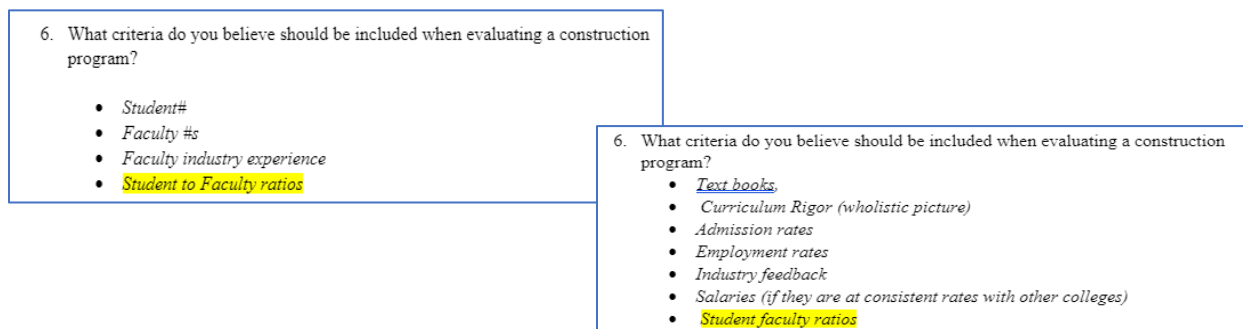 6. What criteria do you believe should be included when evaluating a construction
program?
• Student#
• Faculty #s
• Faculty industry experience
• Student to Faculty ratios
6. What criteria do you believe should be included when evaluating a construction
program?
• Text books,
• Curriculum Rigor (wholistic picture)
• Admission rates
• Employment rates
• Industry feedback
• Salaries (if they are at consistent rates with other colleges)
• Student faculty ratios